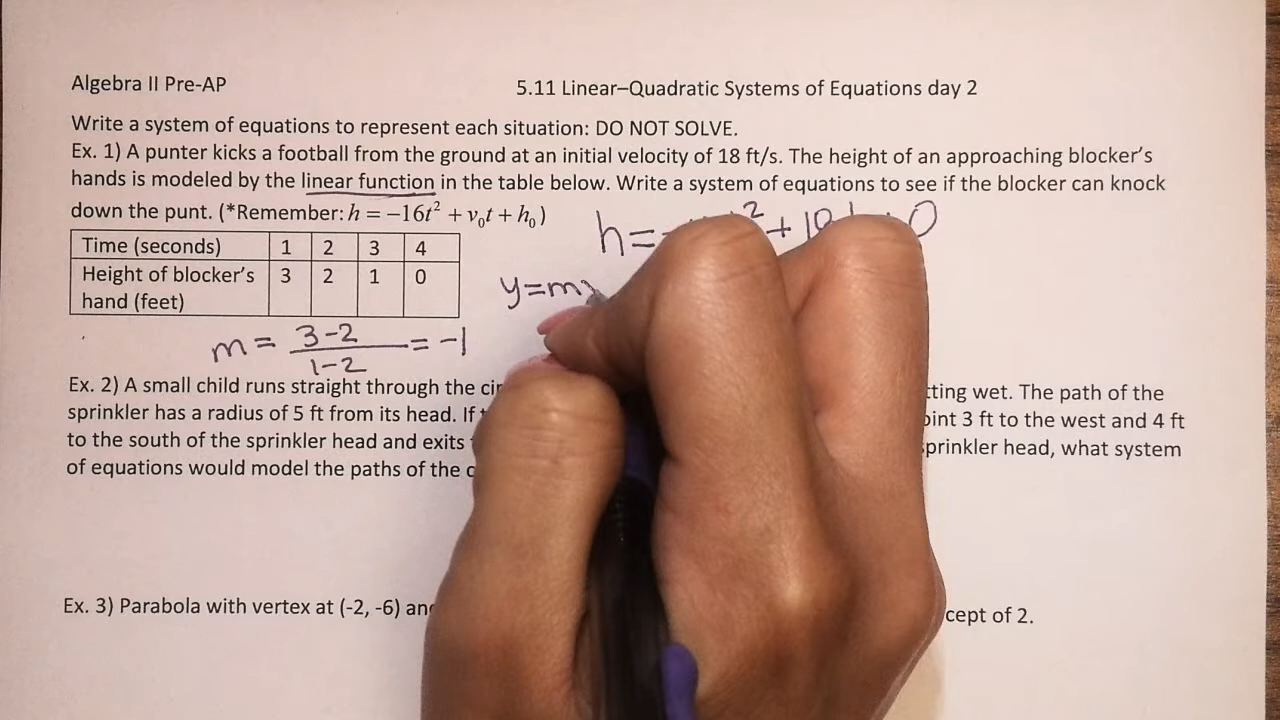 Algebra II Pre-AP 5.11 Linear–Quadratic Systems of Equations day 2
Write a system of equations to represent each situation: DO NOT SOLVE.
Ex. 1) A punter kicks a football from the ground at an initial velocity of 18 ft/s. The height of an approaching blocker's
hands is modeled by the linear function in the table below. Write a system of equations to see if the blocker can knock
down the punt. (*Remember: h = −16t² + v₀t + h₀ )
h= ² + 0
Time (seconds) 1 2 3 4
Height of blocker's 3 2 1 0
hand (feet)
y=mx
m = 3-2 / 1-2 = -1
Ex. 2) A small child runs straight through the wet. The path of the
sprinkler has a radius of 5 ft from its head. If 3 ft to the west and 4 ft
to the south of the sprinkler head and exits sprinkler head, what system
of equations would model the paths of the
Ex. 3) Parabola with vertex at (-2, -6) of 2.